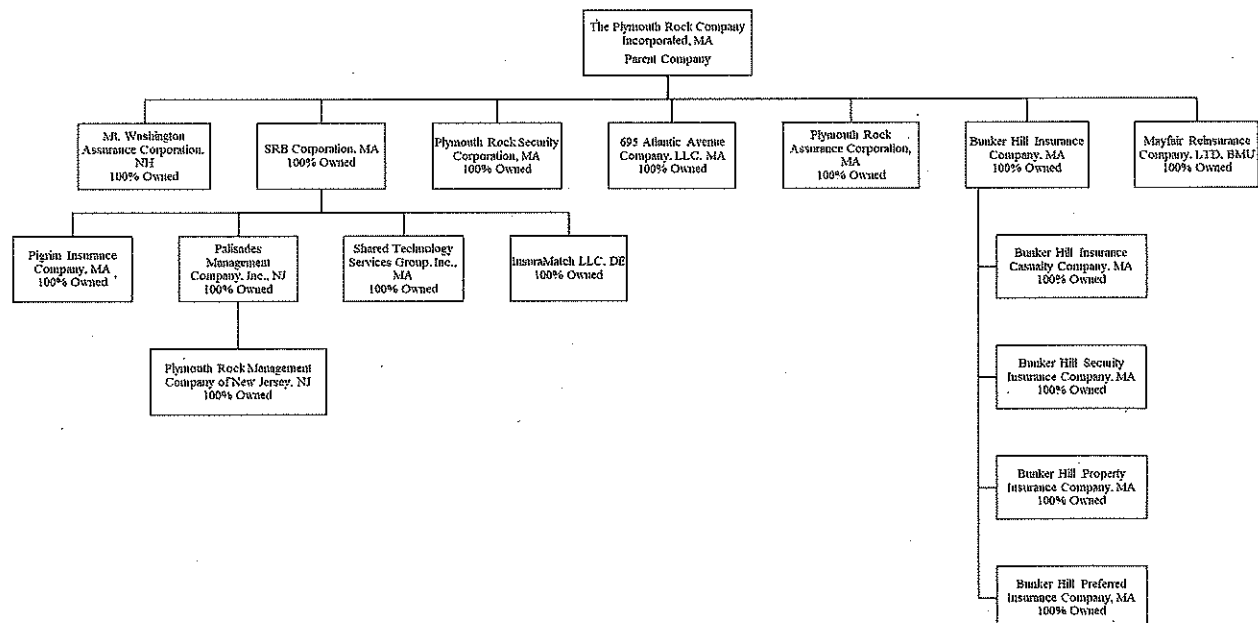 The Plymouth Rock Company
Incorporated, MA
Parent Company
Mt. Washington
Assurance Corporation,
NH
100% Owned
SRB Corporation, MA
100% Owned
Plymouth Rock Security
Corporation, MA
100% Owned
695 Atlantic Avenue
Company, LLC, MA
100% Owned
Plymouth Rock
Assurance Corporation,
MA
100% Owned
Bunker Hill Insurance
Company, MA
100% Owned
Mayfair Reinsurance
Company, LTD, BMU
100% Owned
Pilgrim Insurance
Company, MA
100% Owned
Palisades
Management
Company, Inc., NJ
100% Owned
Shared Technology
Services Group, Inc.,
MA
100% Owned
InsuraMatch LLC, DE
100% Owned
Plymouth Rock Management
Company of New Jersey, NJ
100% Owned
Bunker Hill Insurance
Casualty Company, MA
100% Owned
Bunker Hill Security
Insurance Company, MA
100% Owned
Bunker Hill Property
Insurance Company, MA
100% Owned
Bunker Hill Preferred
Insurance Company, MA
100% Owned